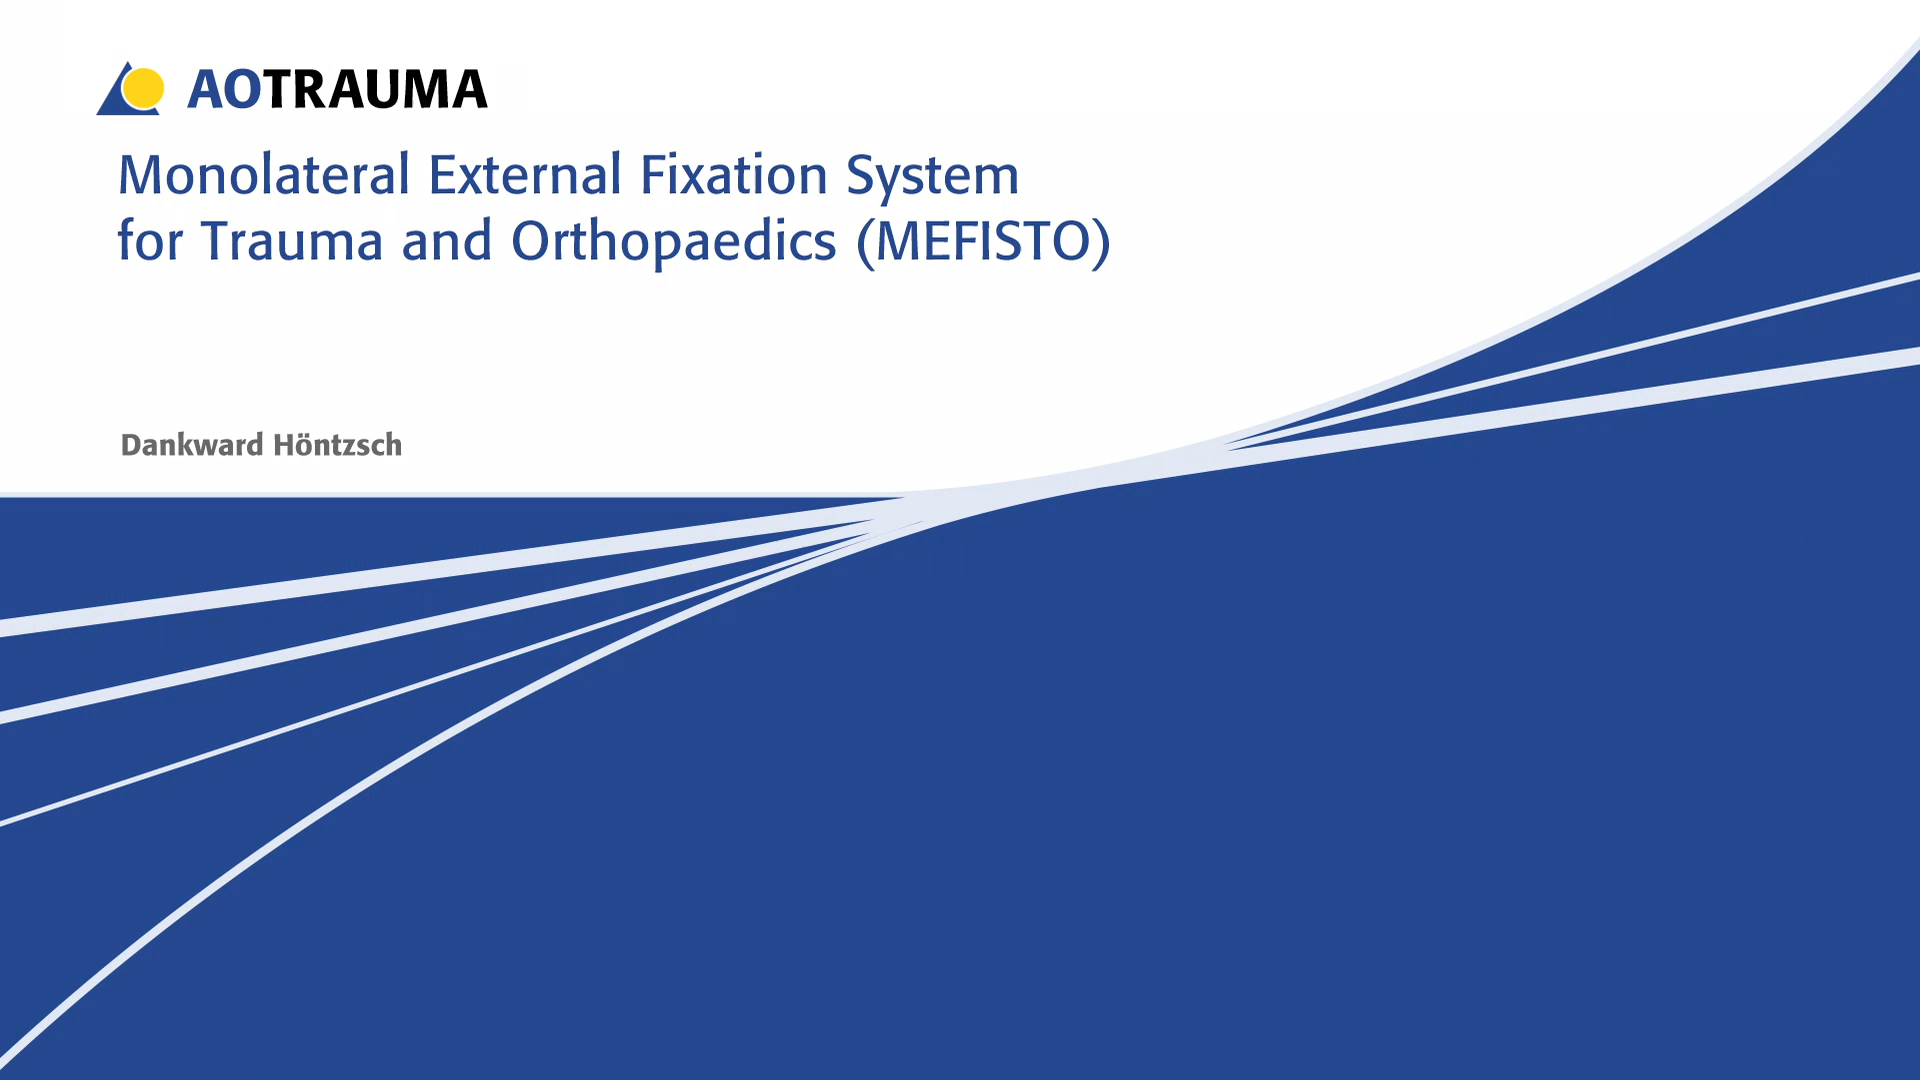 AOTRAUMA
Monolateral External Fixation System
for Trauma and Orthopaedics (MEFISTO)
Dankward Höntzsch